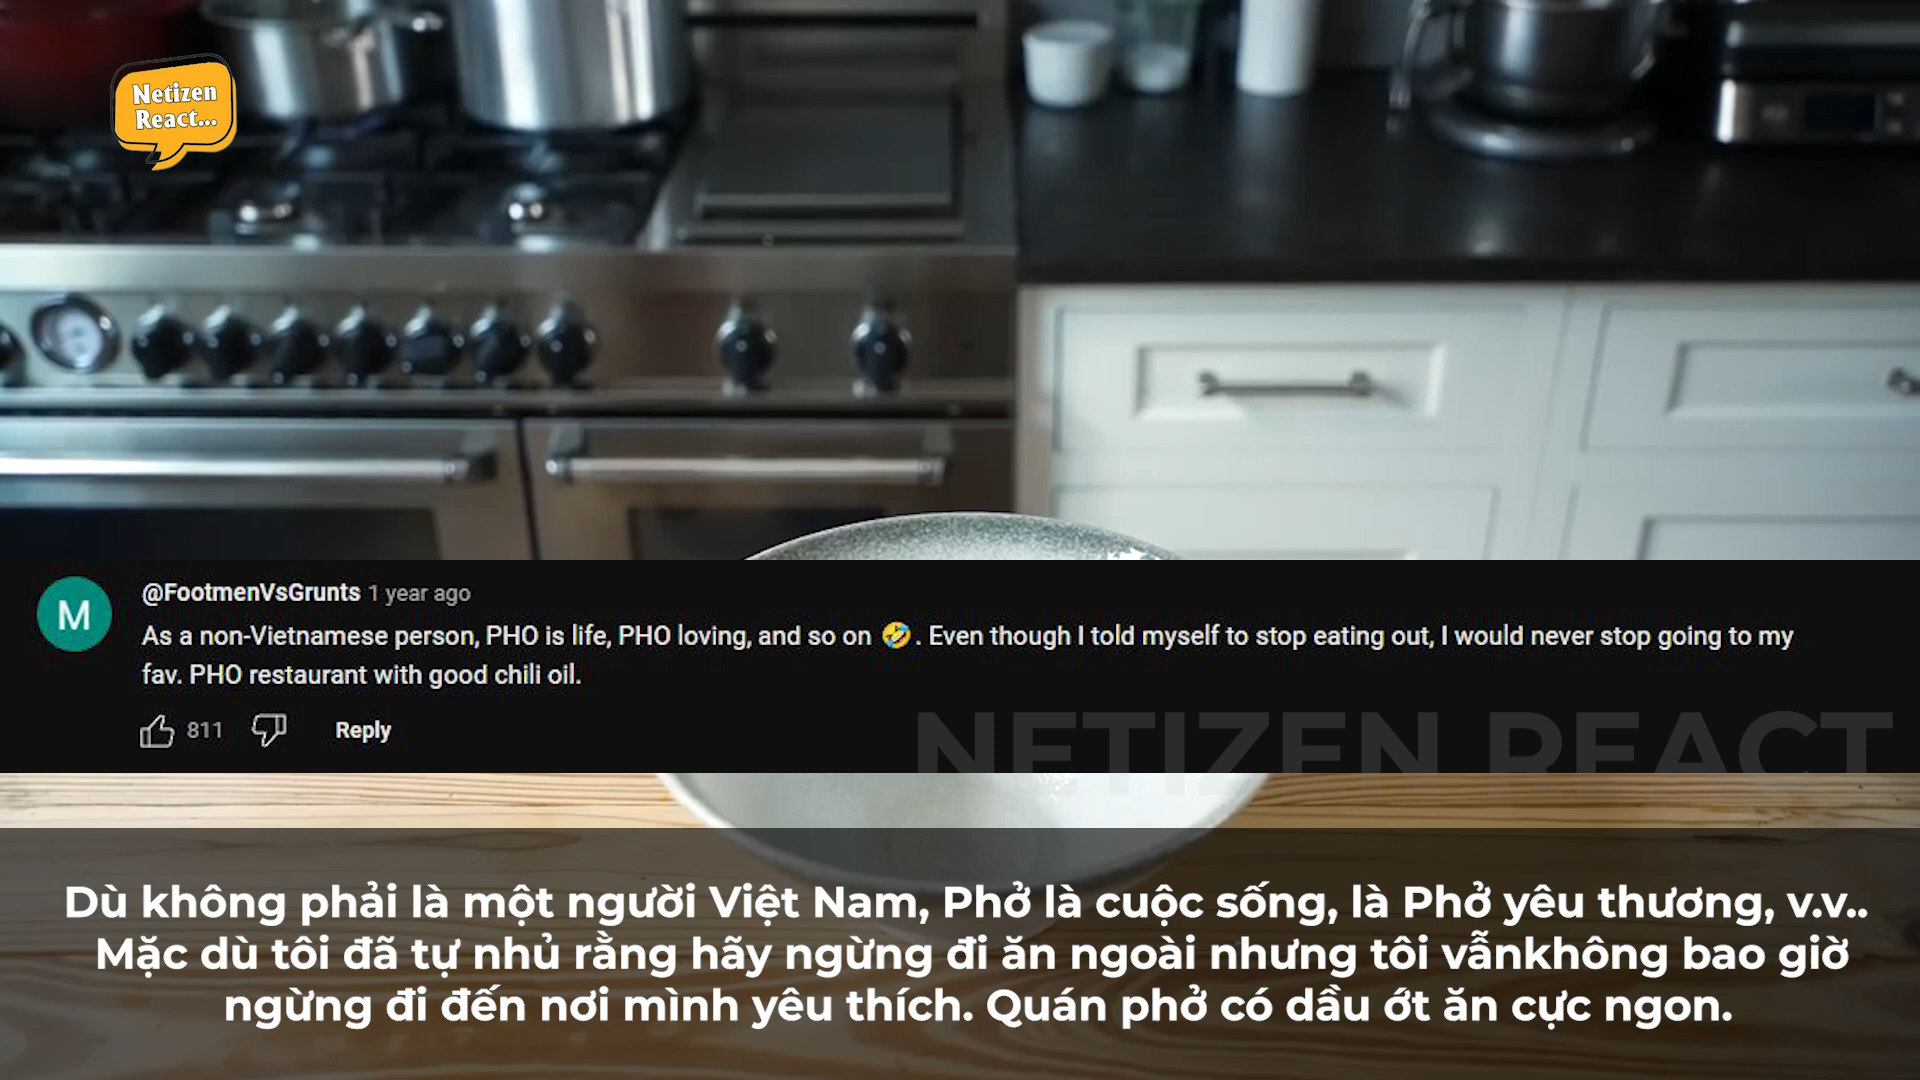 Netizen
React...
M
@FootmenVsGrunts 1 year ago
As a non-Vietnamese person, PHO is life, PHO loving, and so on 🤣. Even though I told myself to stop eating out, I would never stop going to my
fav. PHO restaurant with good chili oil.
811 Reply
NETIZEN REACT
Dù không phải là một người Việt Nam, Phở là cuộc sống, là Phở yêu thương, v.v..
Mặc dù tôi đã tự nhủ rằng hãy ngừng đi ăn ngoài nhưng tôi vẫnkhông bao giờ
ngừng đi đến nơi mình yêu thích. Quán phở có dầu ớt ăn cực ngon.